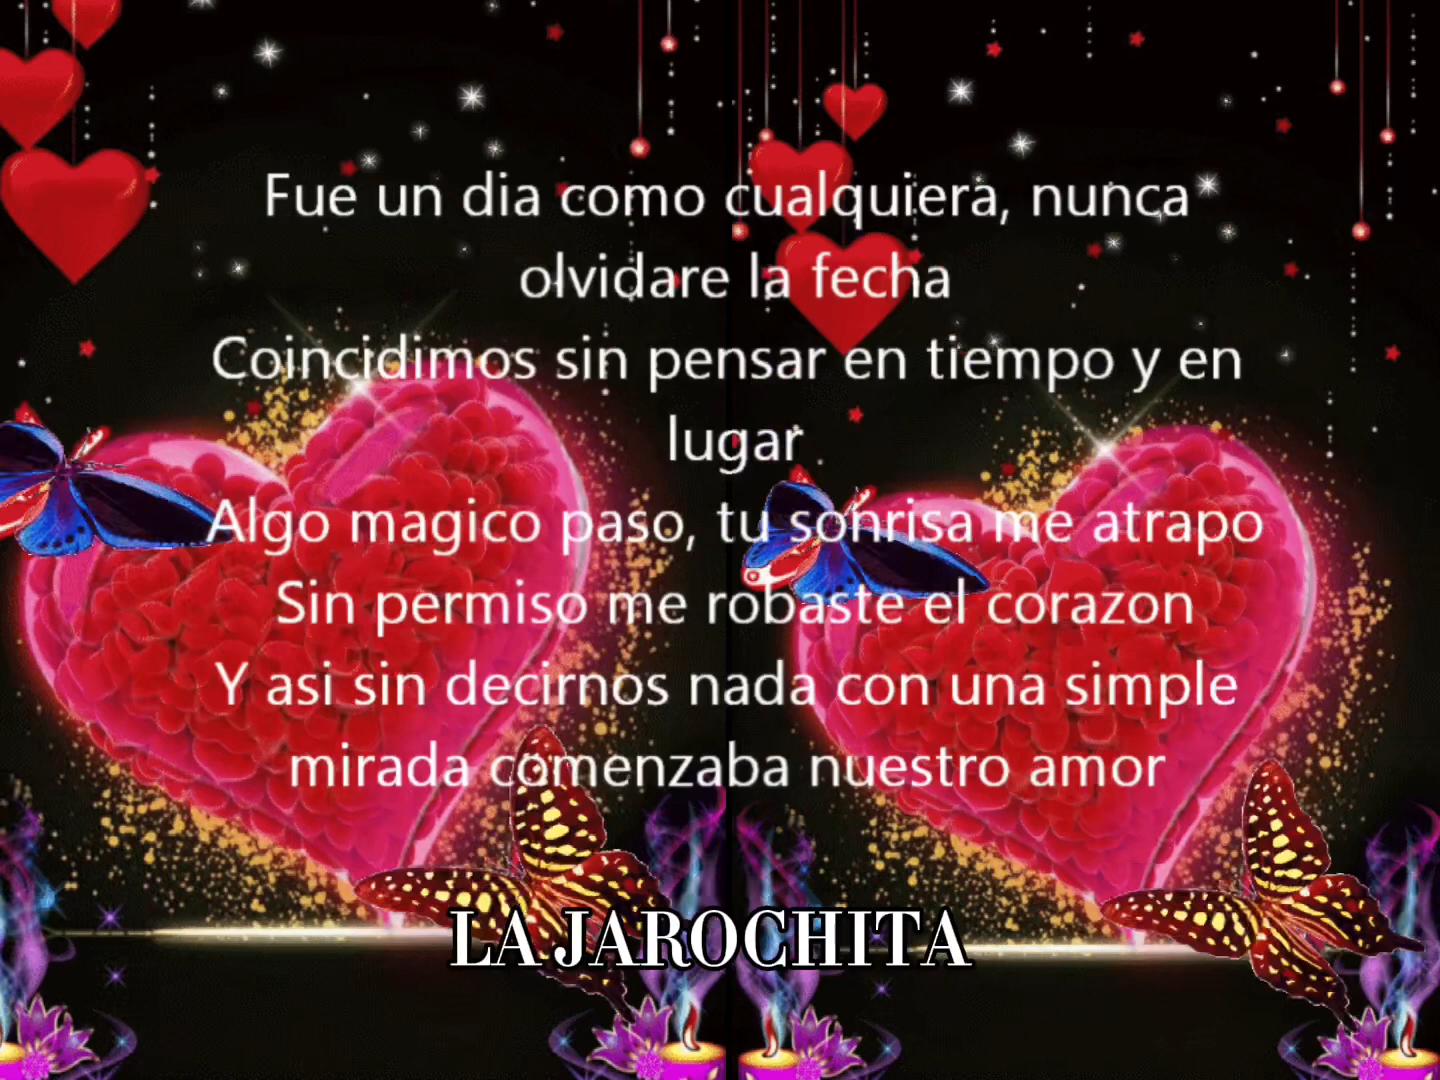 Fue un dia como cualquiera, nunca
olvidare la fecha
Coincidimos sin pensar en tiempo y en
lugar
Algo magico paso, tu sonrisa me atrapo
Sin permiso me robaste el corazon
Y asi sin decirnos nada con una simple
mirada comenzaba nuestro amor
LA JAROCHITA